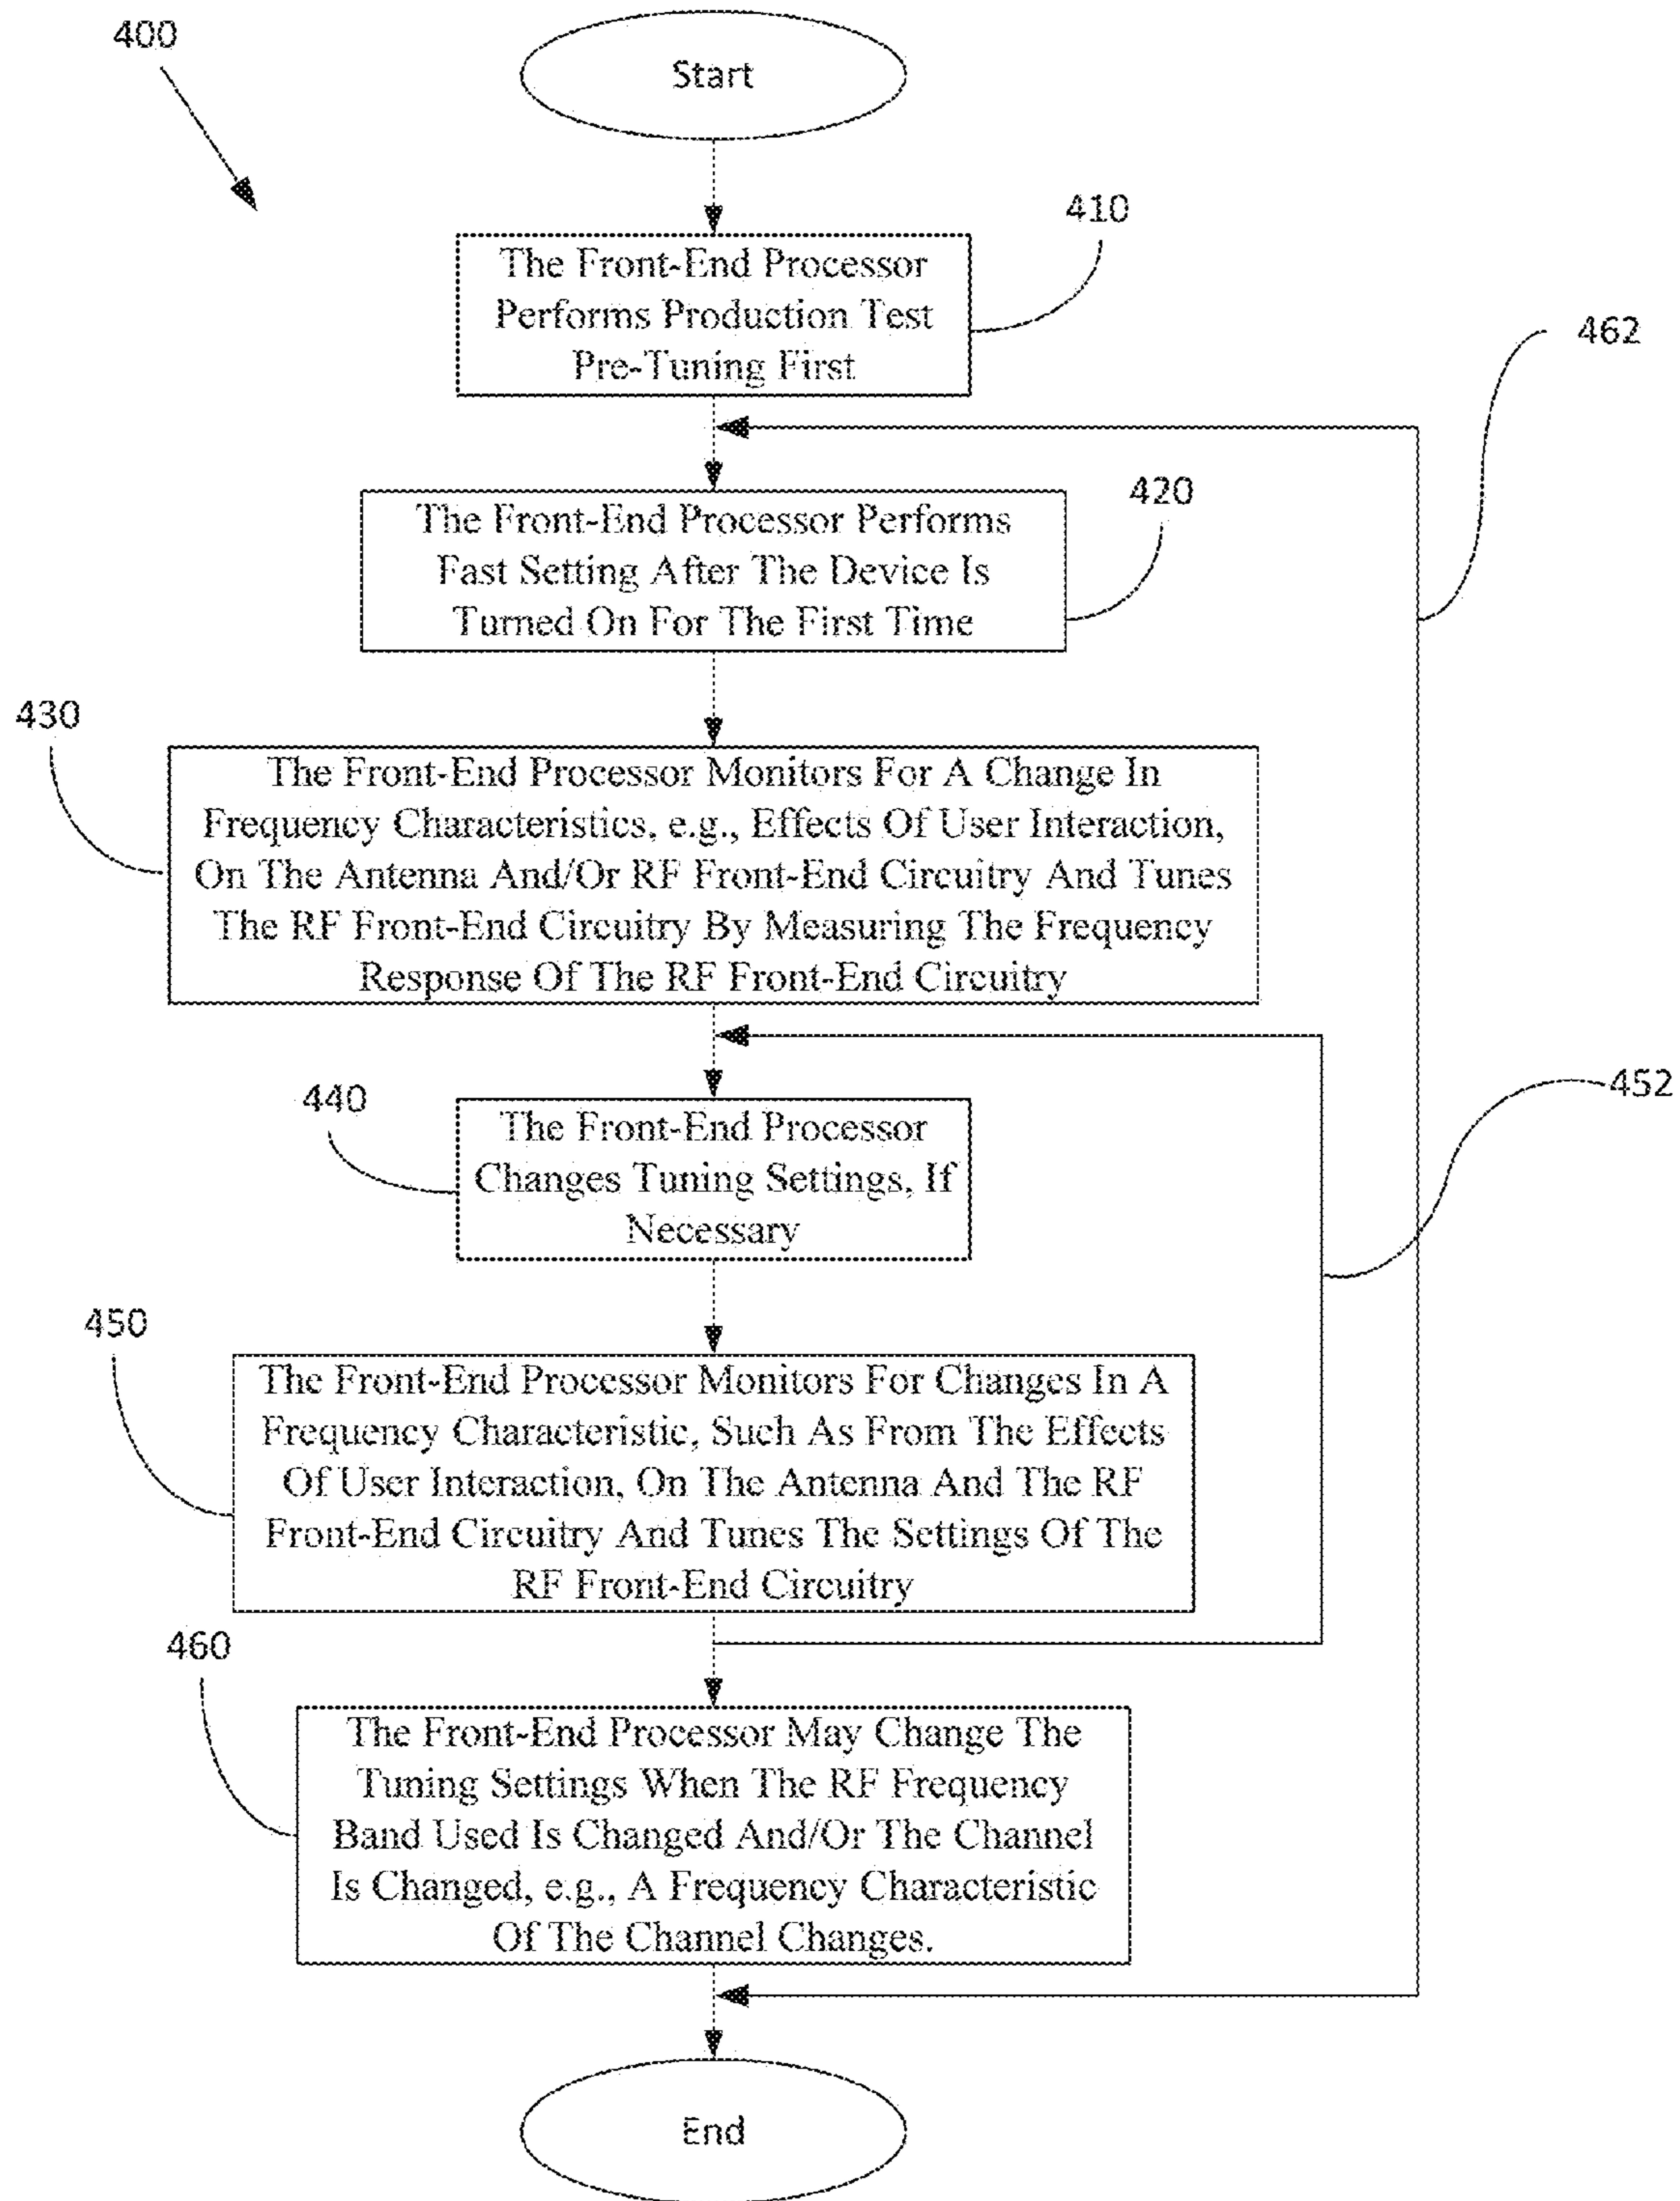 400
Start
410
The Front-End Processor
Performs Production Test
Pre-Tuning First
462
420
The Front-End Processor Performs
Fast Setting After The Device Is
Turned On For The First Time
430
The Front-End Processor Monitors For A Change In
Frequency Characteristics, e.g., Effects Of User Interaction,
On The Antenna And/Or RF Front-End Circuitry And Tunes
The RF Front-End Circuitry By Measuring The Frequency
Response Of The RF Front-End Circuitry
452
440
The Front-End Processor
Changes Tuning Settings, If
Necessary
450
The Front-End Processor Monitors For Changes In A
Frequency Characteristic, Such As From The Effects
Of User Interaction, On The Antenna And The RF
Front-End Circuitry And Tunes The Settings Of The
RF Front-End Circuitry
460
The Front-End Processor May Change The
Tuning Settings When The RF Frequency
Band Used Is Changed And/Or The Channel
Is Changed, e.g., A Frequency Characteristic
Of The Channel Changes.
End